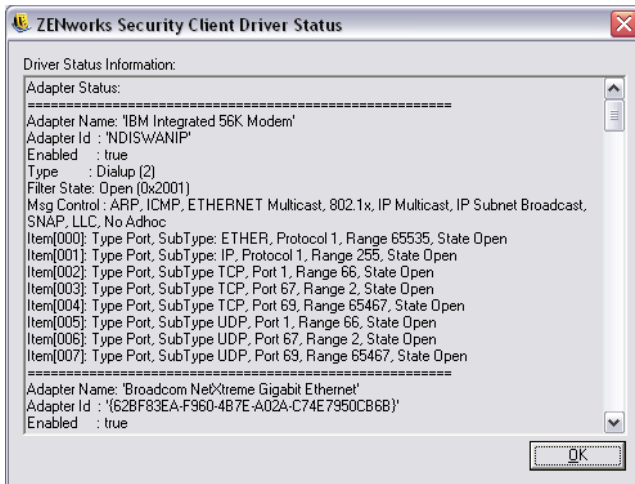 ZENworks Security Client Driver Status
Driver Status Information:
Adapter Status:
=======================================================
Adapter Name: 'IBM Integrated 56K Modem'
Adapter Id : 'NDISWANIP'
Enabled : true
Type : Dialup (2)
Filter State: Open (0x2001)
Msg Control : ARP, ICMP, ETHERNET Multicast, 802.1x, IP Multicast, IP Subnet Broadcast,
SNAP, LLC, No Adhoc
Item[000]: Type Port, SubType: ETHER, Protocol 1, Range 65535, State Open
Item[001]: Type Port, SubType: IP, Protocol 1, Range 255, State Open
Item[002]: Type Port, SubType TCP, Port 1, Range 66, State Open
Item[003]: Type Port, SubType TCP, Port 67, Range 2, State Open
Item[004]: Type Port, SubType TCP, Port 69, Range 65467, State Open
Item[005]: Type Port, SubType UDP, Port 1, Range 66, State Open
Item[006]: Type Port, SubType UDP, Port 67, Range 2, State Open
Item[007]: Type Port, SubType UDP, Port 69, Range 65467, State Open
=======================================================
Adapter Name: 'Broadcom NetXtreme Gigabit Ethernet'
Adapter Id : '{62BF83EA-F960-4B7E-A02A-C74E7950CB6B}'
Enabled : true
OK